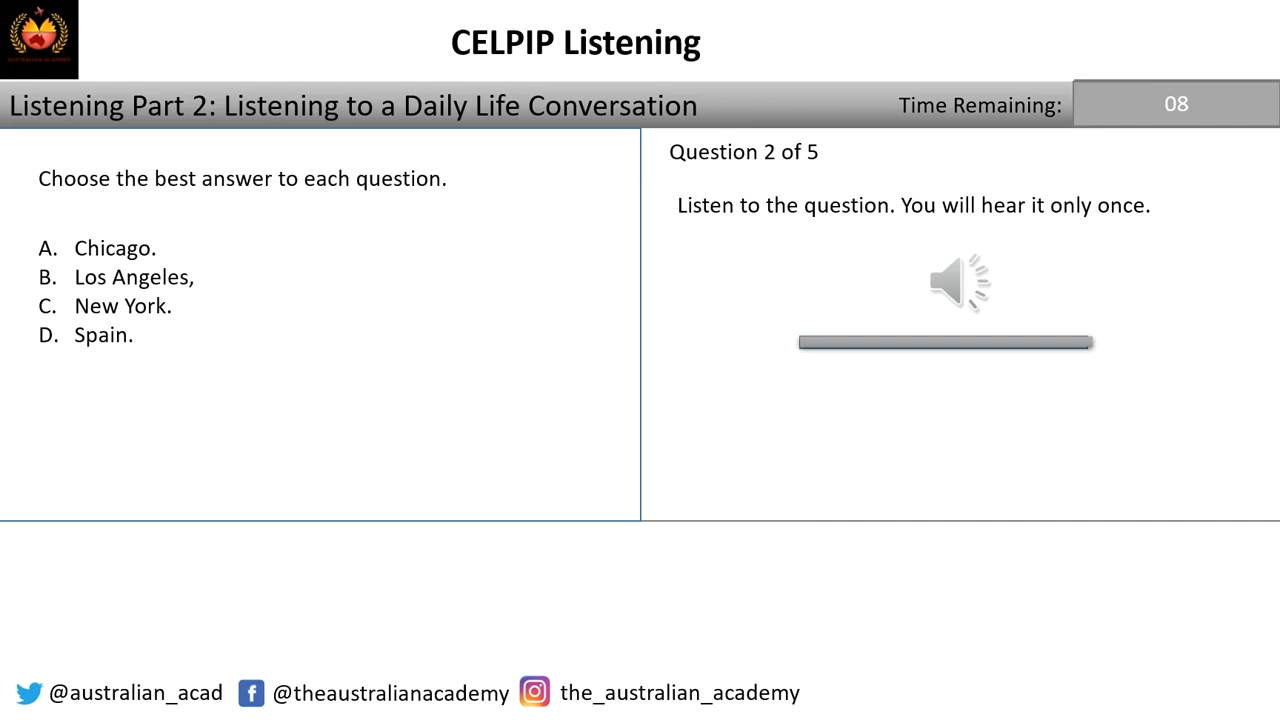 CELPIP Listening
Listening Part 2: Listening to a Daily Life Conversation
Time Remaining:
08
Choose the best answer to each question.
A. Chicago.
B. Los Angeles,
C. New York.
D. Spain.
Question 2 of 5
Listen to the question. You will hear it only once.
@australian_acad
@theaustralianacademy
the_australian_academy